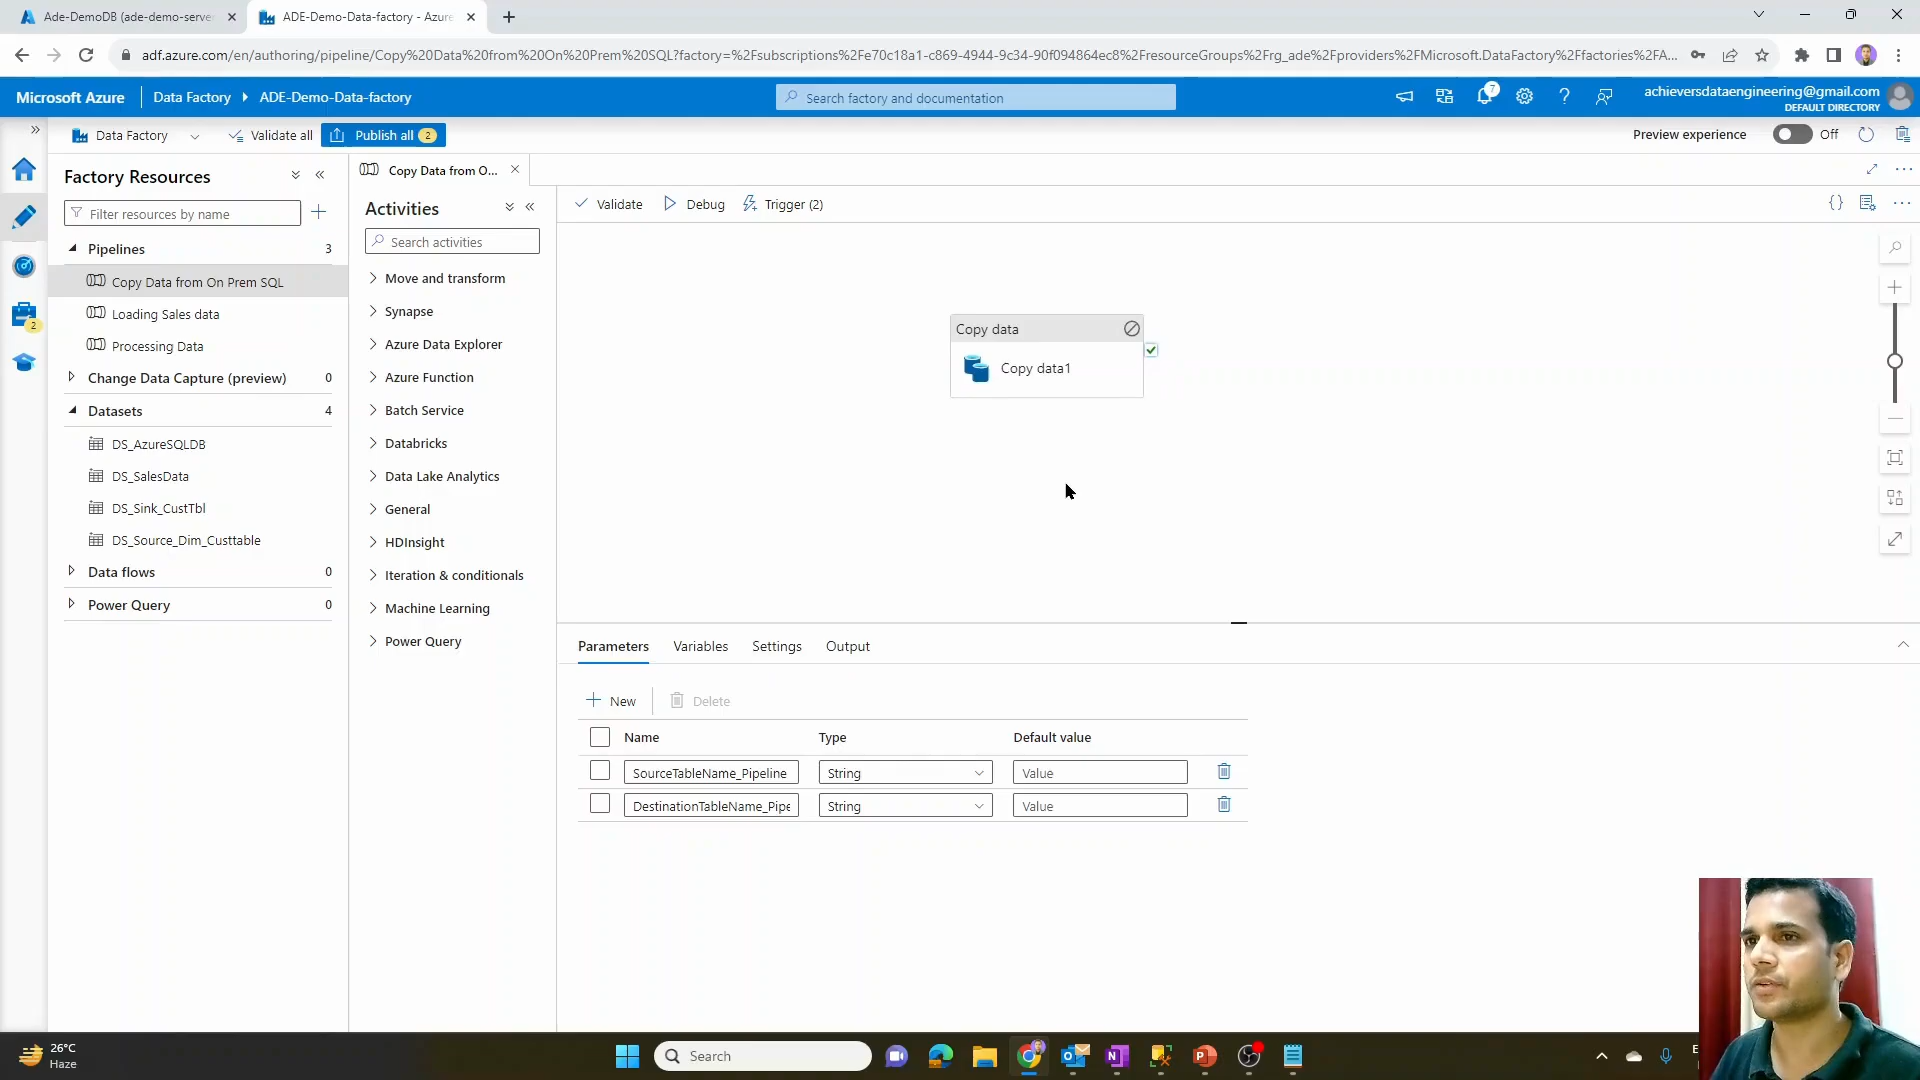 Ade-DemoDB (ade-demo-serve
ADE-Demo-Data-factory - Azure
adf.azure.com/en/authoring/pipeline/Copy%20Data%20from%20On%20Prem%20SQL?factory=%2Fsubscriptions%2Fe70c18a1-c869-4944-9c34-90f094864ec8%2FresourceGroups%2Frg_ade%2Fproviders%2FMicrosoft.DataFactory%2Ffactories%2FA...
Microsoft Azure
Data Factory
ADE-Demo-Data-factory
Search factory and documentation
7
achieversdataengineering@gmail.com
DEFAULT DIRECTORY
Data Factory
Validate all
Publish all 2
Preview experience
Off
Factory Resources
Filter resources by name
Pipelines 3
Copy Data from On Prem SQL
Loading Sales data
Processing Data
Change Data Capture (preview) 0
Datasets 4
DS_AzureSQLDB
DS_SalesData
DS_Sink_CustTbl
DS_Source_Dim_Custtable
Data flows 0
Power Query 0
2
Copy Data from O...
Activities
Search activities
Move and transform
Synapse
Azure Data Explorer
Azure Function
Batch Service
Databricks
Data Lake Analytics
General
HDInsight
Iteration & conditionals
Machine Learning
Power Query
Validate
Debug
Trigger (2)
Copy data
Copy data1
Parameters
Variables
Settings
Output
New
Delete
Name Type Default value
SourceTableName_Pipeline String Value
DestinationTableName_Pipe String Value
26°C
Haze
Search